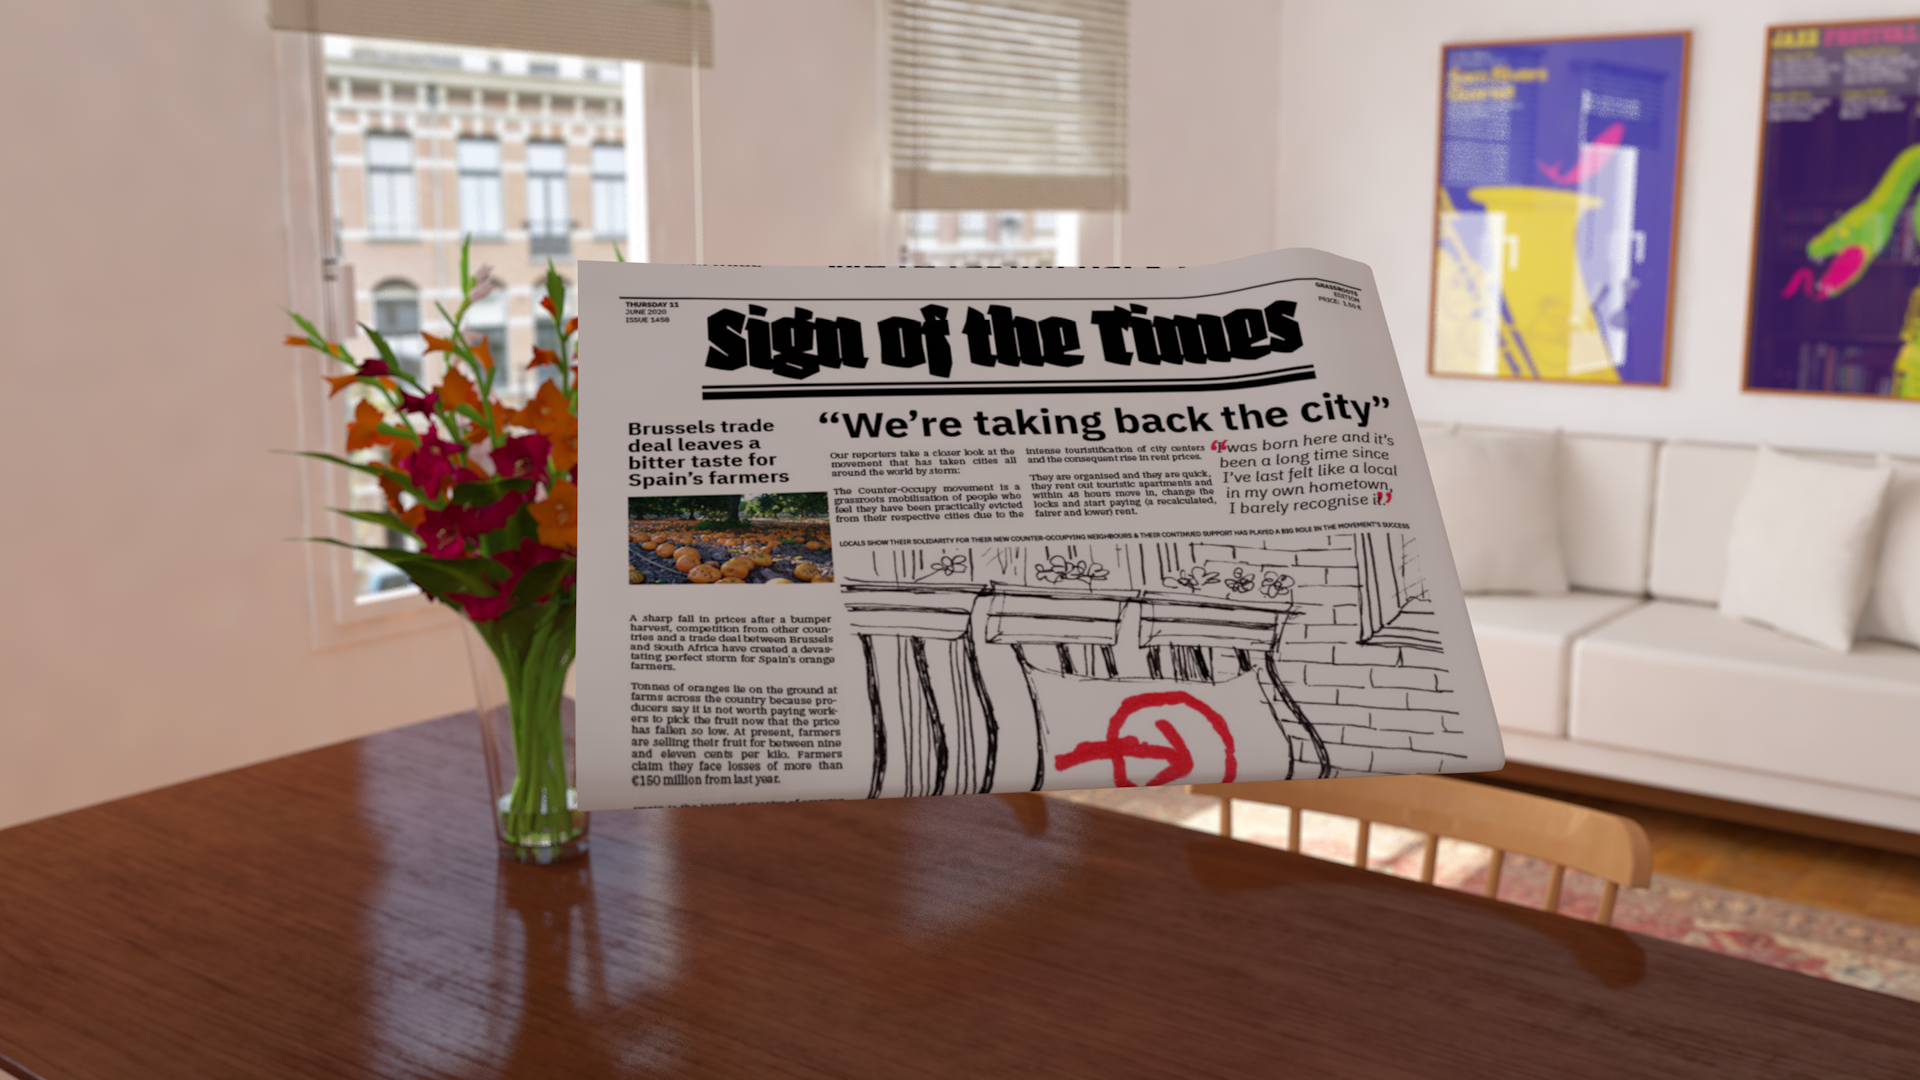 THURSDAY 11
JUNE 2020
ISSUE 1458
Sign of the Times
GRASSROOTS
EDITION
PRICE: 1.50 €
Brussels trade
deal leaves a
bitter taste for
Spain's farmers
A sharp fall in prices after a bumper
harvest, competition from other coun-
tries and a trade deal between Brussels
and South Africa have created a devas-
tating perfect storm for Spain's orange
farmers.
Tonnes of oranges lie on the ground at
farms across the country because pro-
ducers say it is not worth paying work-
ers to pick the fruit now that the price
has fallen so low. At present, farmers
are selling their fruit for between nine
and eleven cents per kilo. Farmers
claim they face losses of more than
€150 million from last year.
“We're taking back the city”
Our reporters take a closer look at the
movement that has taken cities all
around the world by storm:
The Counter-Occupy movement is a
grassroots mobilisation of people who
feel they have been practically evicted
from their respective cities due to the
intense touristification of city centers
and the consequent rise in rent prices.
They are organised and they are quick,
they rent out touristic apartments and
within 48 hours move in, change the
locks and start paying (a recalculated,
fairer and lower) rent.
“I was born here and it's
been a long time since
I've last felt like a local
in my own hometown,
I barely recognise it.”
LOCALS SHOW THEIR SOLIDARITY FOR THEIR NEW COUNTER-OCCUPYING NEIGHBOURS & THEIR CONTINUED SUPPORT HAS PLAYED A BIG ROLE IN THE MOVEMENT'S SUCCESS
Sam Rivers
Quartet
JAZZ FESTIVAL